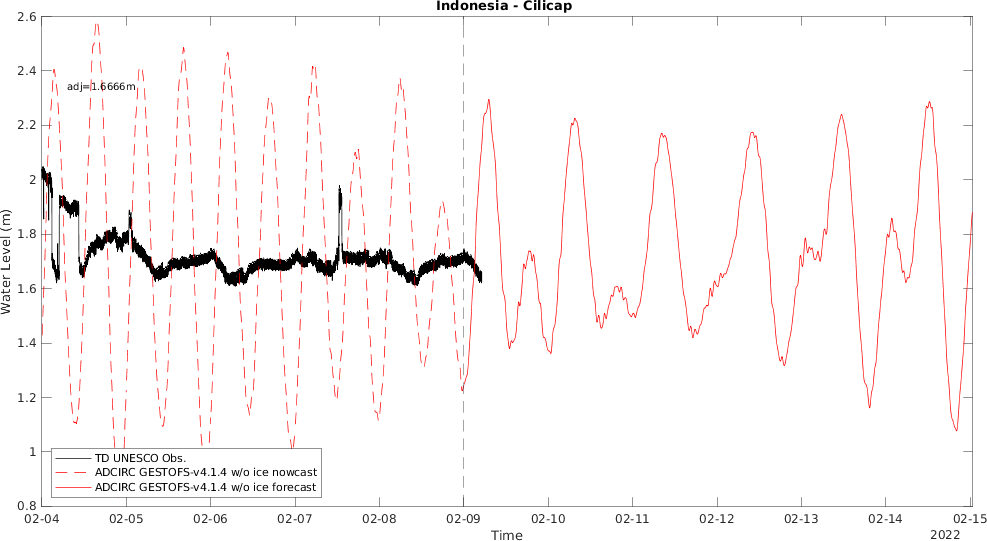 Indonesia - Cilicap
2.6
2.4
2.2
2
1.8
1.6
1.4
1.2
1
0.8
Water Level (m)
adj=1.6666m
TD UNESCO Obs.
ADCIRC GESTOFS-v4.1.4 w/o ice nowcast
ADCIRC GESTOFS-v4.1.4 w/o ice forecast
02-04 02-05 02-06 02-07 02-08 02-09 02-10 02-11 02-12 02-13 02-14 02-15
Time
2022